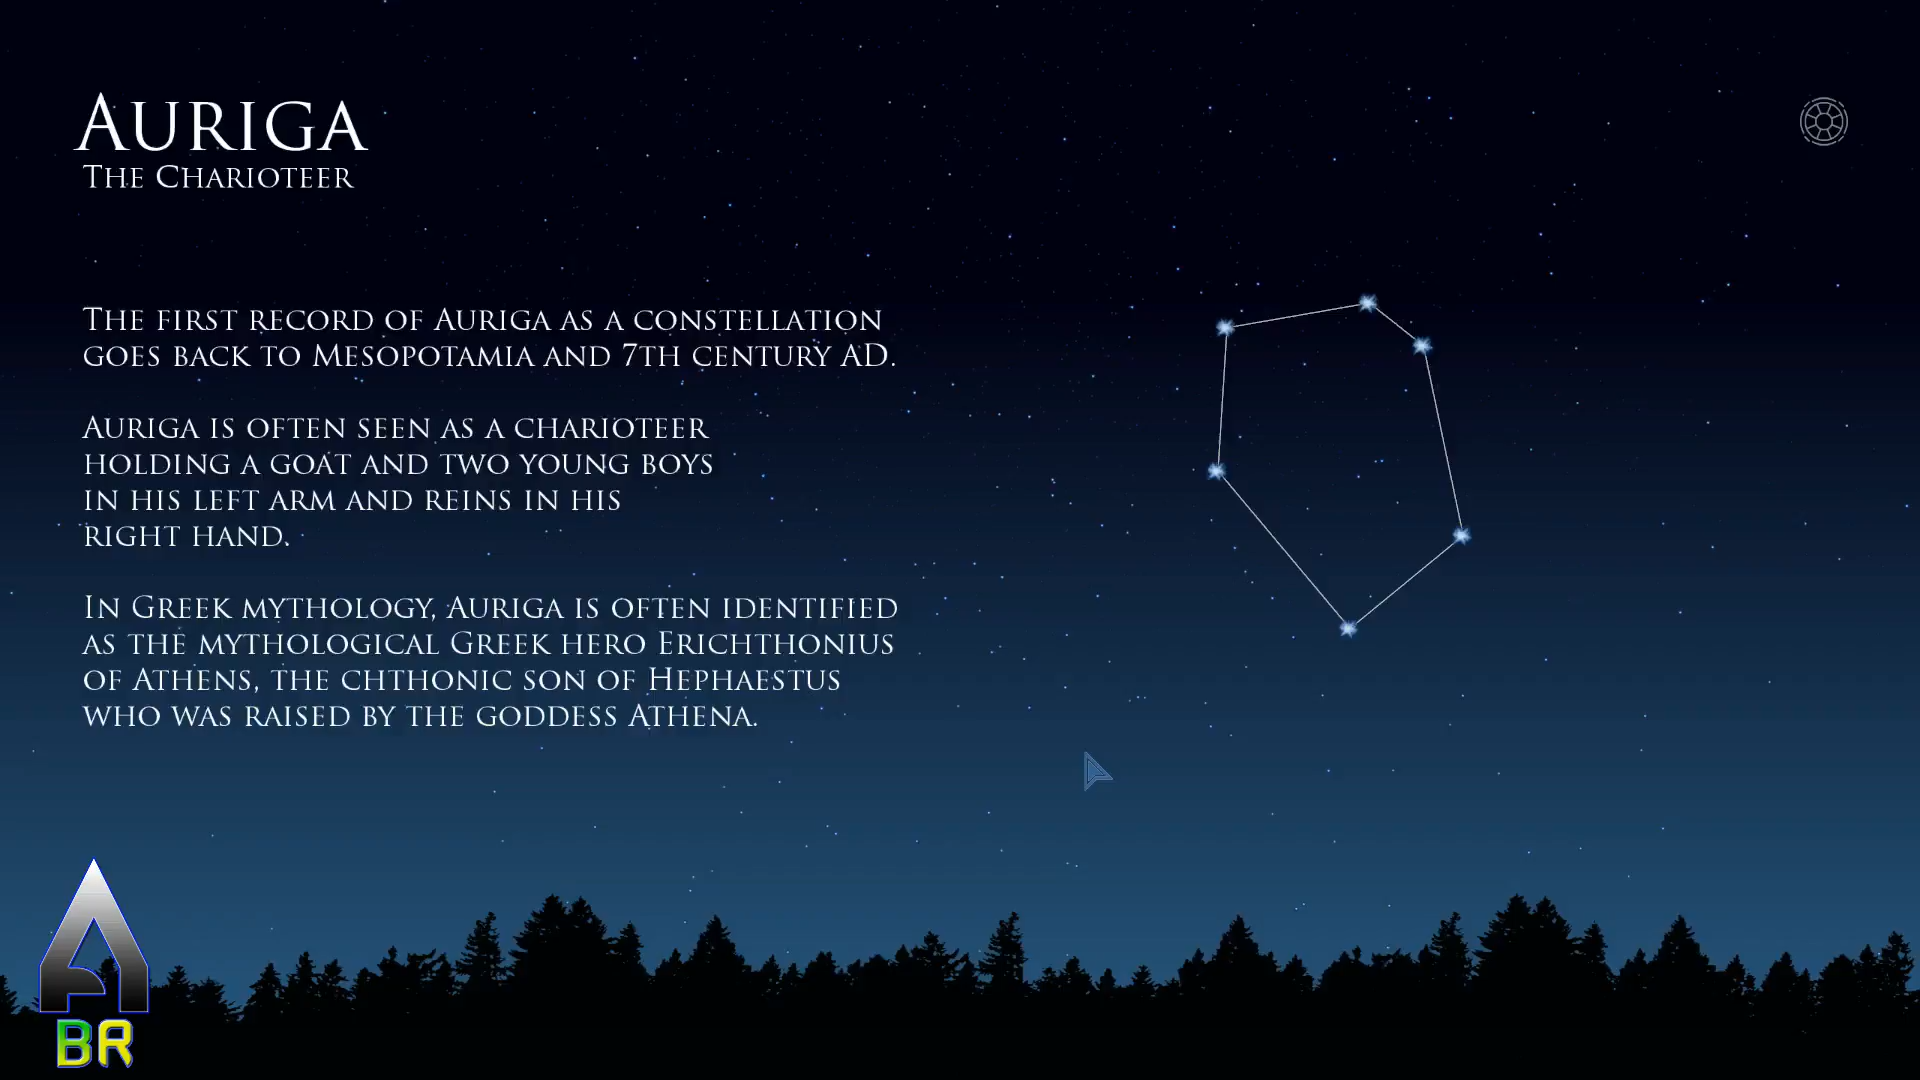 Auriga
The Charioteer
The first record of Auriga as a constellation
goes back to Mesopotamia and 7th century AD.
Auriga is often seen as a charioteer
holding a goat and two young boys
in his left arm and reins in his
right hand.
In Greek mythology, Auriga is often identified
as the mythological Greek hero Erichthonius
of Athens, the chthonic son of Hephaestus
who was raised by the goddess Athena.
BR